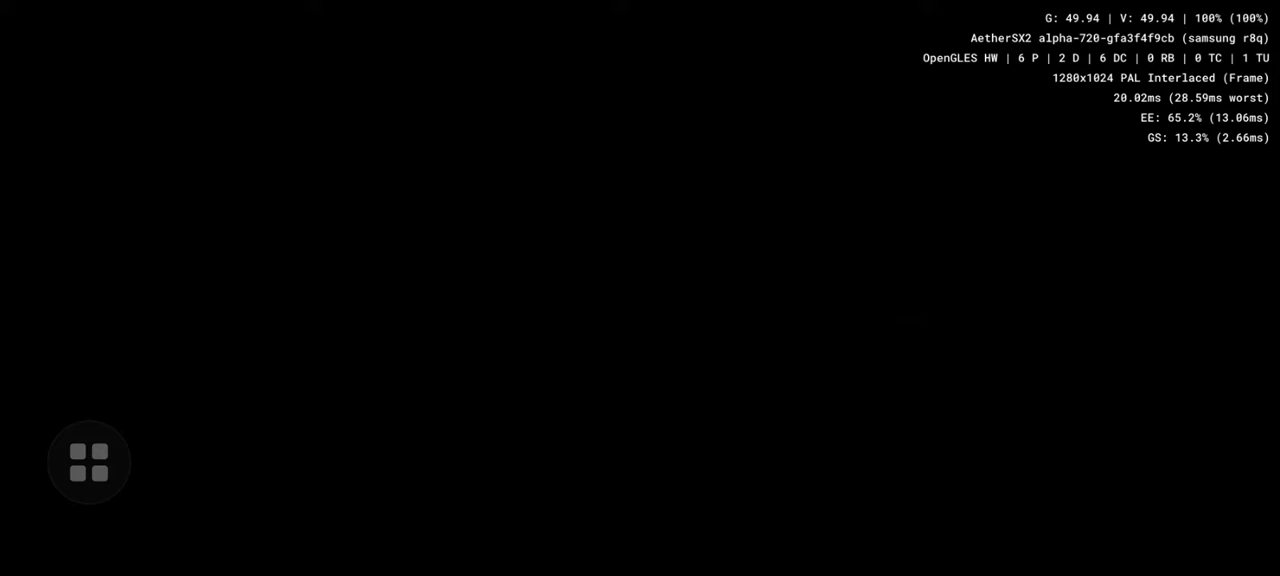 G: 49.94 | V: 49.94 | 100% (100%)
AetherSX2 alpha-720-gfa3f4f9cb (samsung r8q)
OpenGLES HW | 6 P | 2 D | 6 DC | 0 RB | 0 TC | 1 TU
1280x1024 PAL Interlaced (Frame)
20.02ms (28.59ms worst)
EE: 65.2% (13.06ms)
GS: 13.3% (2.66ms)